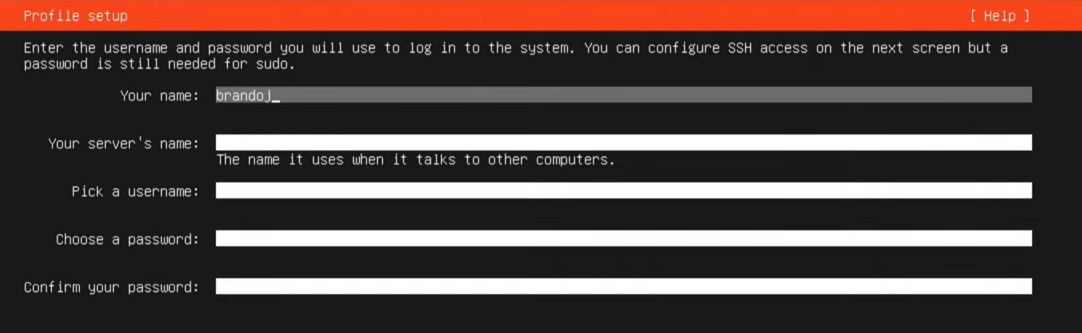 Profile setup [ Help ]
Enter the username and password you will use to log in to the system. You can configure SSH access on the next screen but a
password is still needed for sudo.
Your name: brandoj_
Your server's name:
The name it uses when it talks to other computers.
Pick a username:
Choose a password:
Confirm your password: